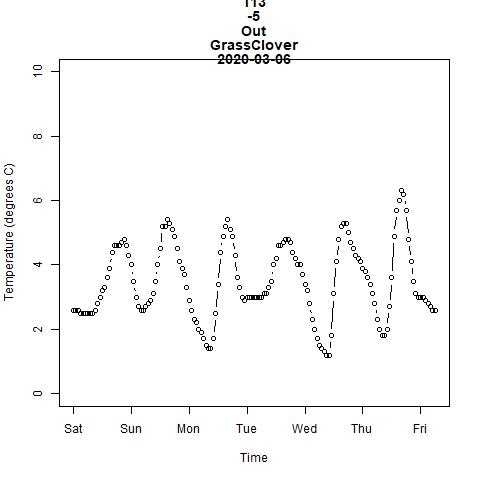 113
-5
Out
GrassClover
2020-03-06
Temperature (degrees C)
10
8
6
4
2
0
Sat Sun Mon Tue Wed Thu Fri
Time